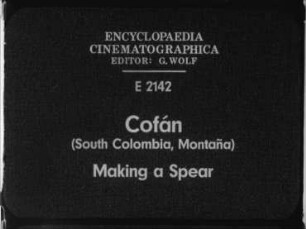 ENCYCLOPAEDIA
CINEMATOGRAPHICA
EDITOR: G. WOLF
E 2142
Cofán
(South Colombia, Montaña)
Making a Spear